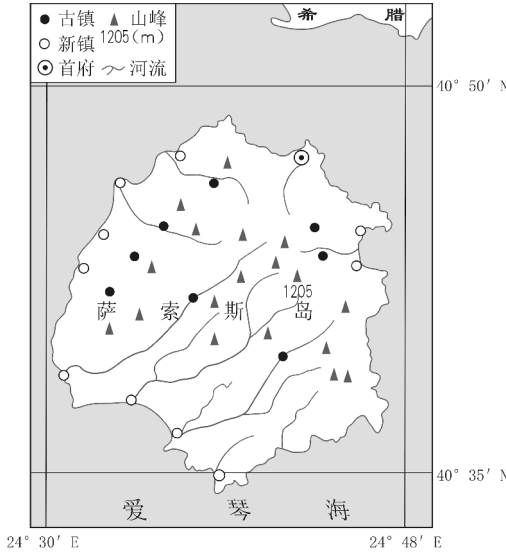 古镇 山峰
新镇 1205(m)
首府 河流
希 腊
40° 50′ N
1205
萨 索 斯 岛
40° 35′ N
爱 琴 海
24° 30′ E 24° 48′ E